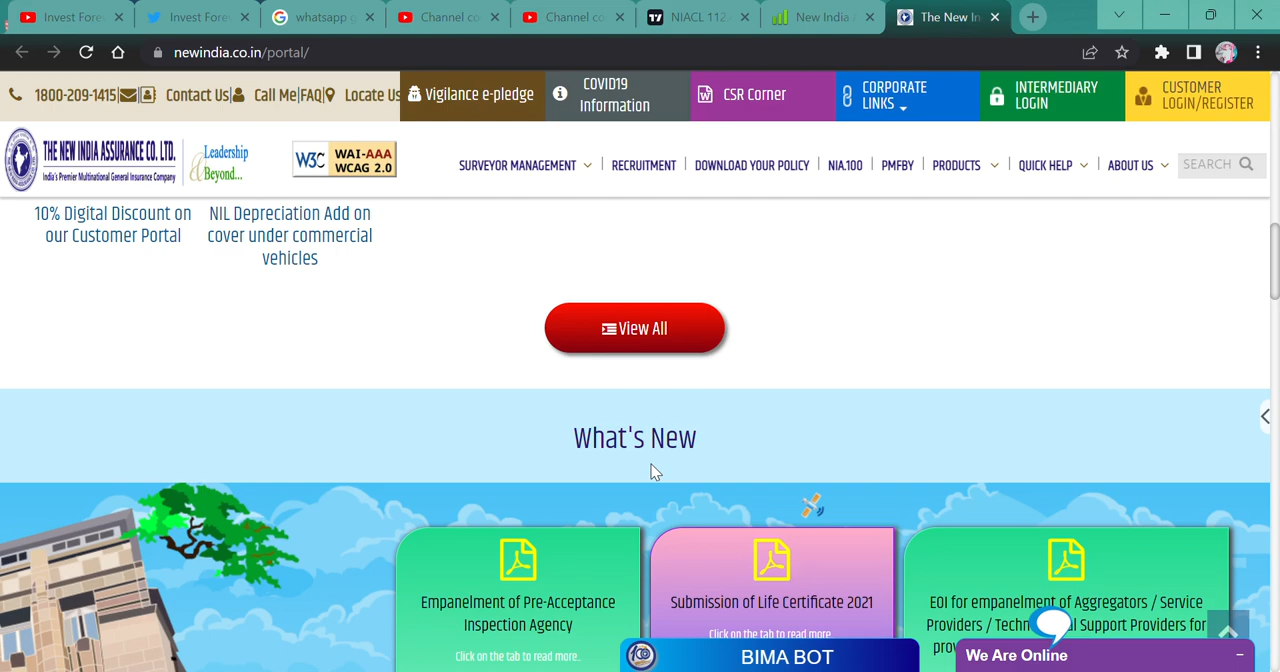 Invest Fore
Invest Fore
whatsapp g
Channel co
Channel co
NIACL 112.
New India
The New In
newindia.co.in/portal/
1800-209-1415| | Contact Us| Call Me|FAQ| Locate Us
Vigilance e-pledge
COVID19
Information
CSR Corner
CORPORATE
LINKS
INTERMEDIARY
LOGIN
CUSTOMER
LOGIN/REGISTER
THE NEW INDIA ASSURANCE CO. LTD.
India's Premier Multinational General Insurance Company
Leadership
& Beyond...
W3C WAI-AAA
WCAG 2.0
SURVEYOR MANAGEMENT | RECRUITMENT | DOWNLOAD YOUR POLICY | NIA.100 | PMFBY | PRODUCTS | QUICK HELP | ABOUT US
SEARCH
10% Digital Discount on
our Customer Portal
NIL Depreciation Add on
cover under commercial
vehicles
View All
What's New
Empanelment of Pre-Acceptance
Inspection Agency
Click on the tab to read more..
Submission of Life Certificate 2021
Click on the tab to read more
EOI for empanelment of Aggregators / Service
Providers / Techn al Support Providers for
100
BIMA BOT
We Are Online